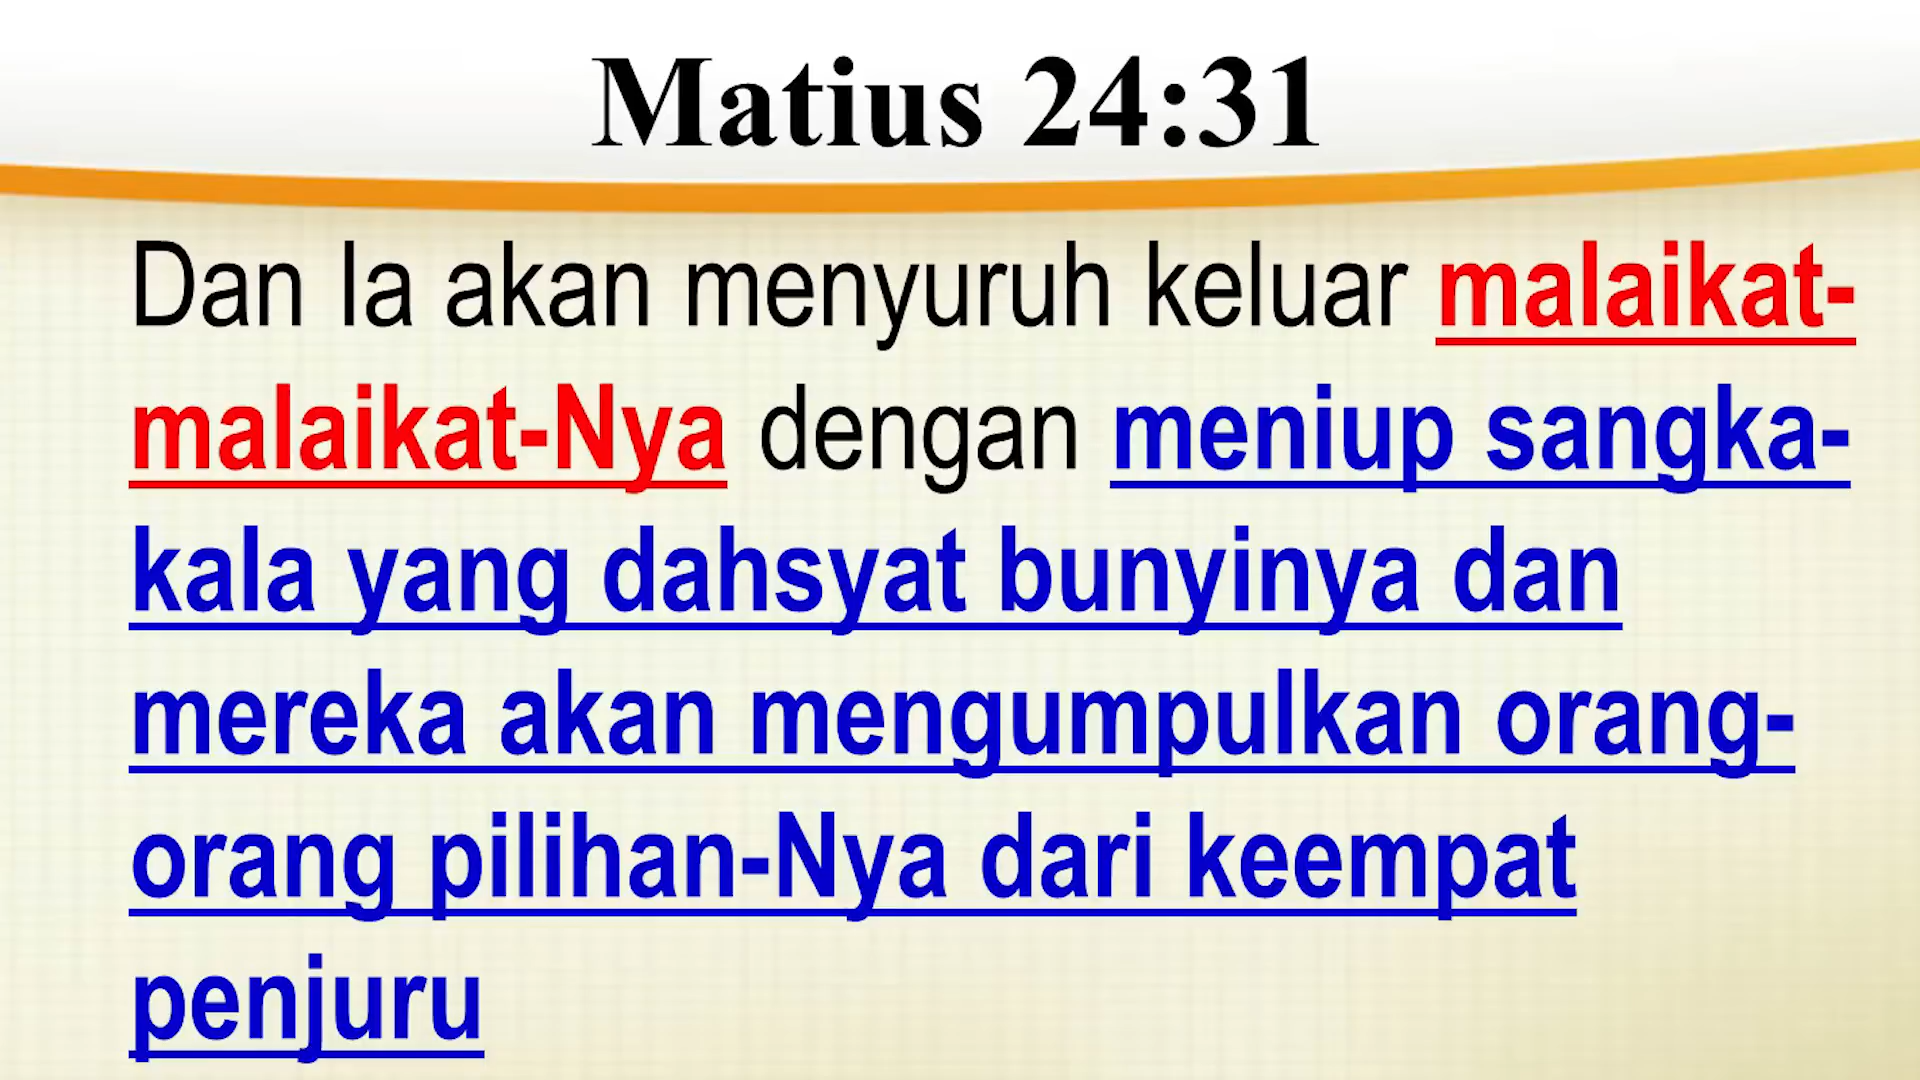 Matius 24:31
Dan Ia akan menyuruh keluar malaikat-
malaikat-Nya dengan meniup sangka-
kala yang dahsyat bunyinya dan
mereka akan mengumpulkan orang-
orang pilihan-Nya dari keempat
penjuru